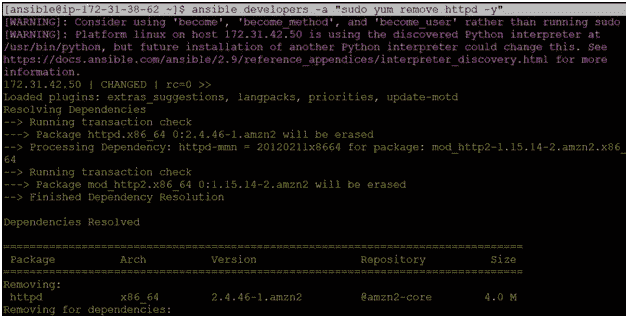 [ansible@ip-172-31-38-62 ~]$ ansible developers -a "sudo yum remove httpd -y"
[WARNING]: Consider using 'become', 'become_method', and 'become_user' rather than running sudo
[WARNING]: Platform linux on host 172.31.42.50 is using the discovered Python interpreter at
/usr/bin/python, but future installation of another Python interpreter could change this. See
https://docs.ansible.com/ansible/2.9/reference_appendices/interpreter_discovery.html for more
information.
172.31.42.50 | CHANGED | rc=0 >>
Loaded plugins: extras_suggestions, langpacks, priorities, update-motd
Resolving Dependencies
--> Running transaction check
---> Package httpd.x86_64 0:2.4.46-1.amzn2 will be erased
--> Processing Dependency: httpd-mmn = 20120211x8664 for package: mod_http2-1.15.14-2.amzn2.x86_
64
--> Running transaction check
---> Package mod_http2.x86_64 0:1.15.14-2.amzn2 will be erased
--> Finished Dependency Resolution
Dependencies Resolved
================================================================================
Package Arch Version Repository Size
================================================================================
Removing:
httpd x86_64 2.4.46-1.amzn2 @amzn2-core 4.0 M
Removing for dependencies: